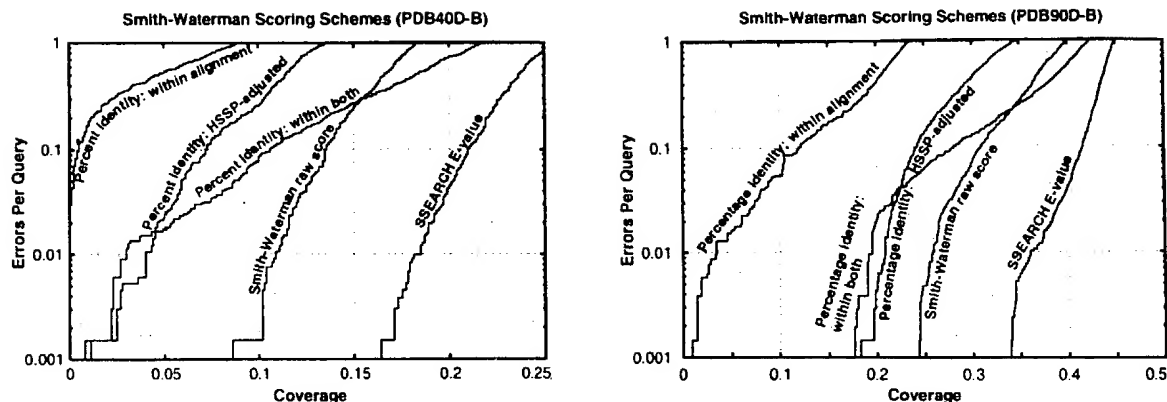 Smith-Waterman Scoring Schemes (PDB40D-B)
Errors Per Query
1
0.1
0.01
0.001
Percent identity: within alignment
Percent identity: HSSP-adjusted
Percent identity: within both
Smith-Waterman raw score
SSEARCH E-value
0
0.05
0.1
0.15
0.2
0.25
Coverage
Smith-Waterman Scoring Schemes (PDB90D-B)
Errors Per Query
1
0.1
0.01
0.001
Percentage identity: within alignment
Percentage identity:
within both
Percentage identity: HSSP-adjusted
Smith-Waterman raw score
SSEARCH E-value
0
0.1
0.2
0.3
0.4
0.5
Coverage